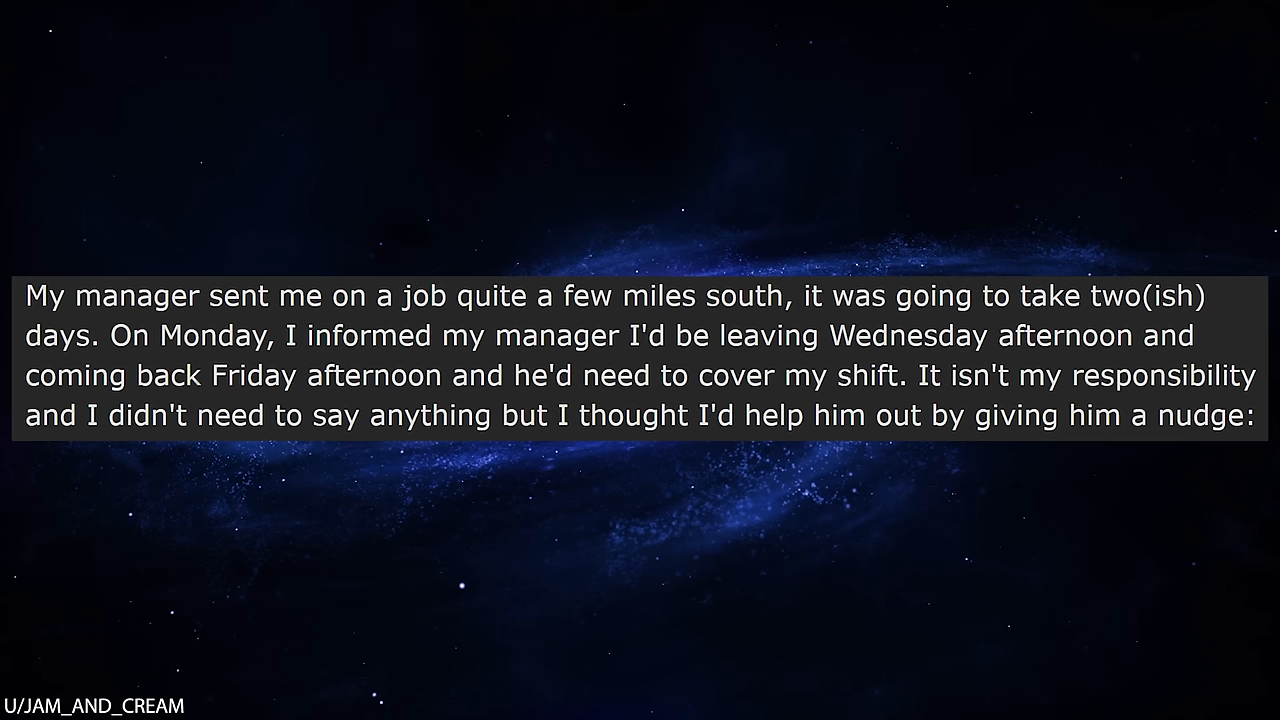 My manager sent me on a job quite a few miles south, it was going to take two(ish)
days. On Monday, I informed my manager I'd be leaving Wednesday afternoon and
coming back Friday afternoon and he'd need to cover my shift. It isn't my responsibility
and I didn't need to say anything but I thought I'd help him out by giving him a nudge:
U/JAM_AND_CREAM